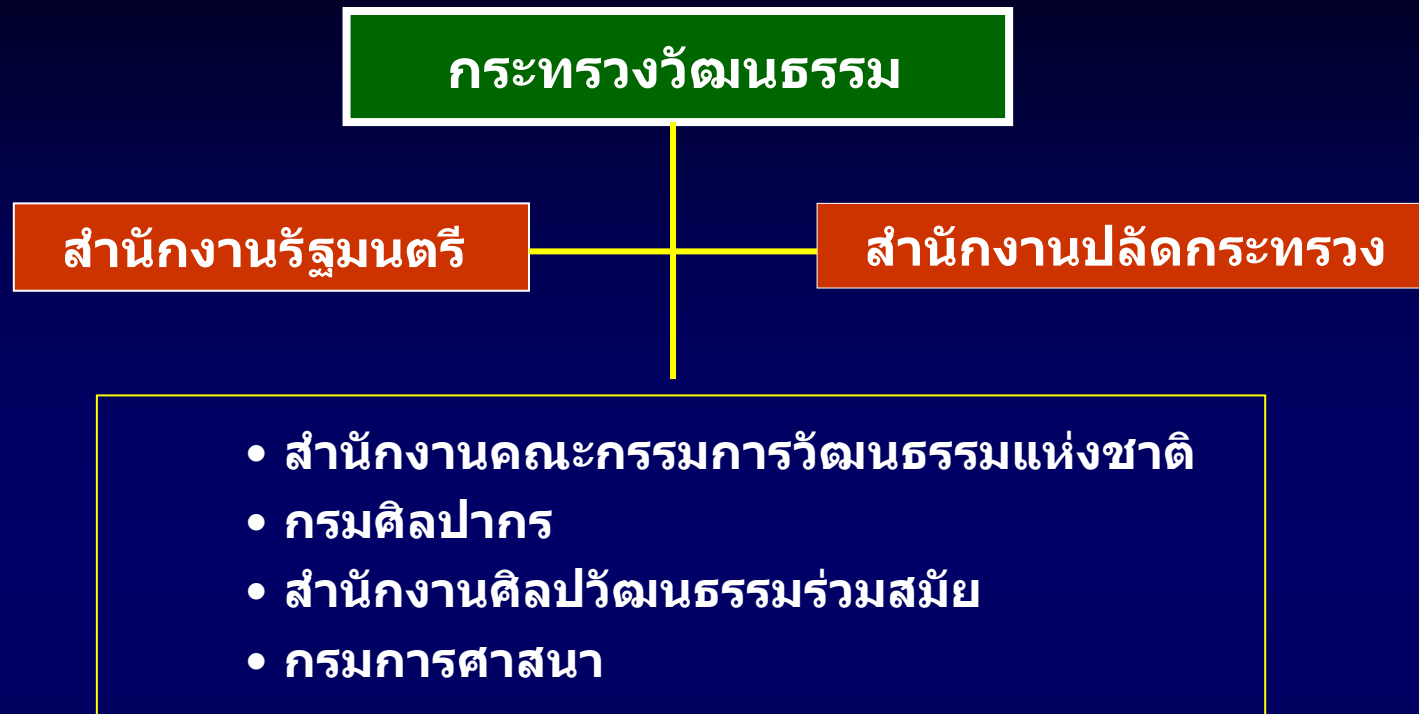 กระทรวงวัฒนธรรม
สำนักงานรัฐมนตรี
สำนักงานปลัดกระทรวง
• สำนักงานคณะกรรมการวัฒนธรรมแห่งชาติ
• กรมศิลปากร
• สำนักงานศิลปวัฒนธรรมร่วมสมัย
• กรมการศาสนา